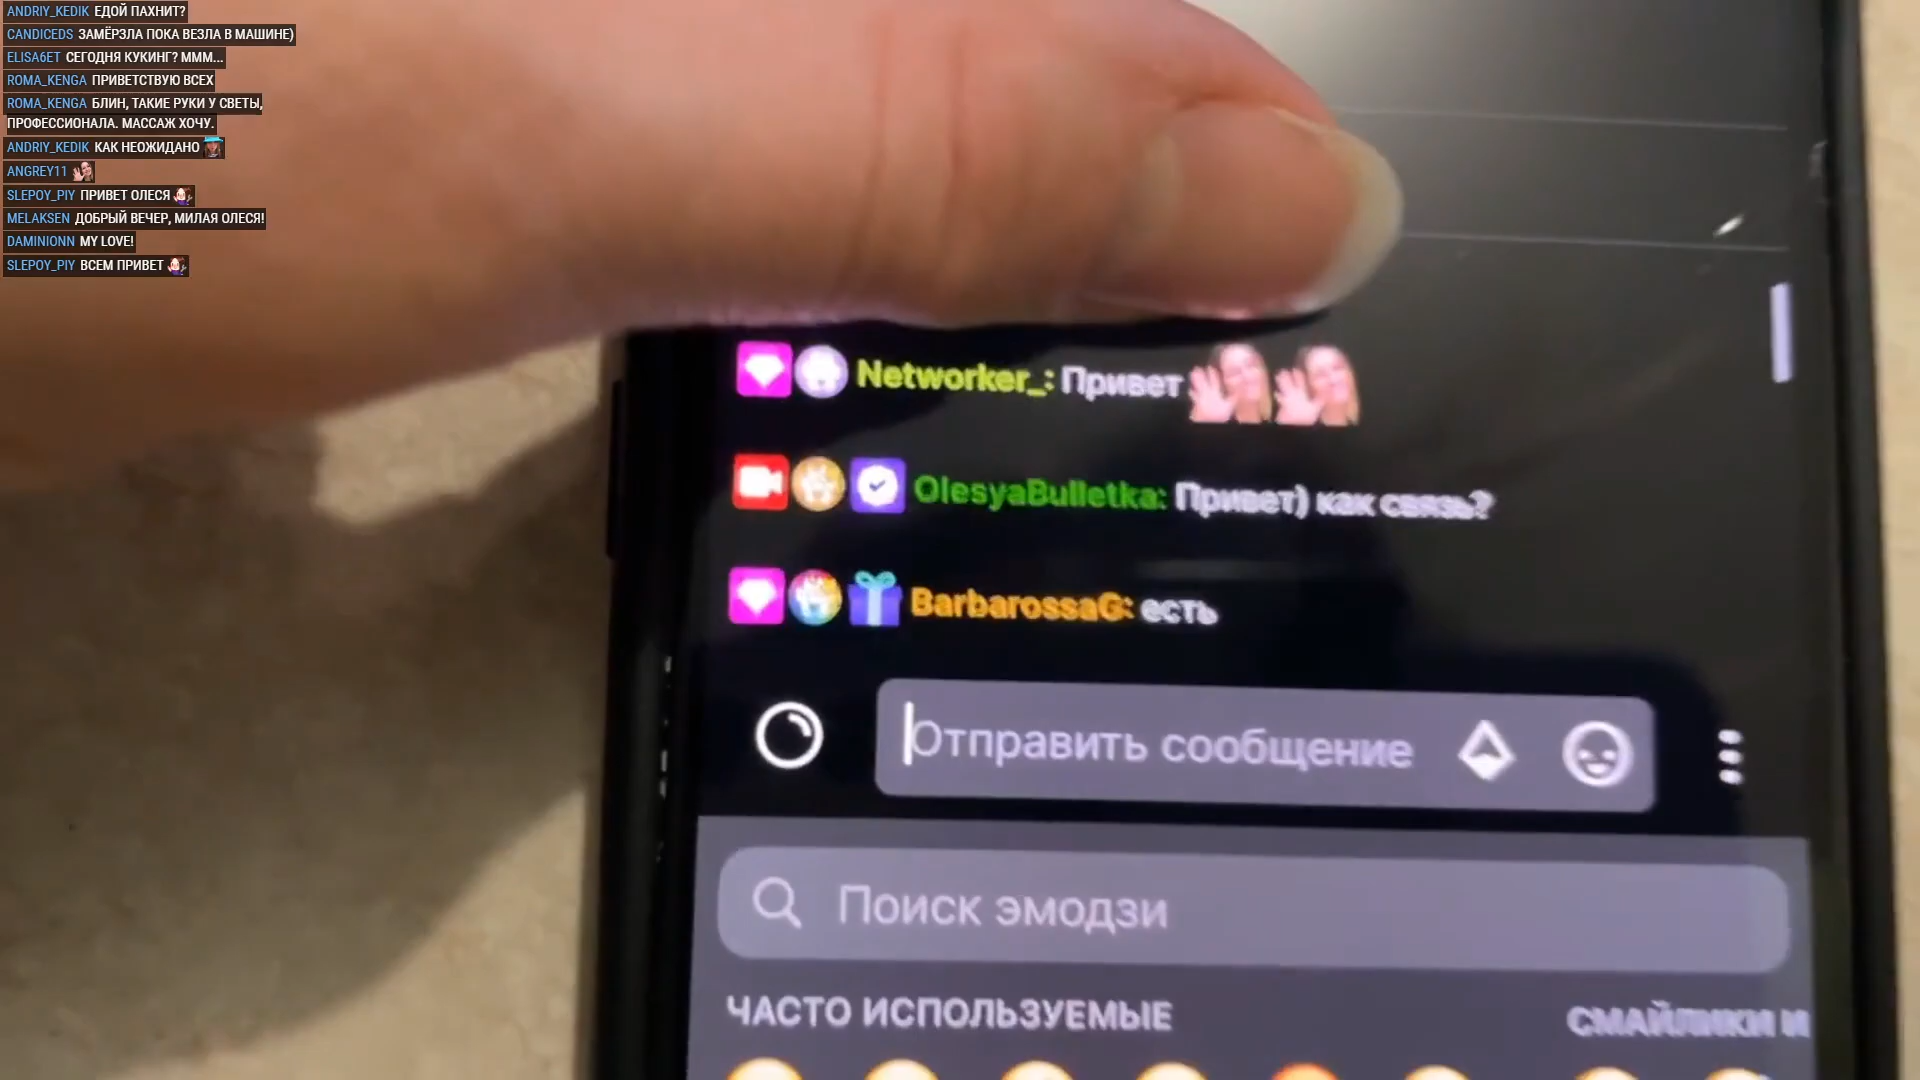 ANDRIY_KEDIK ЕДОЙ ПАХНИТ?
CANDICEDS ЗАМЁРЗЛА ПОКА ВЕЗЛА В МАШИНЕ)
ELISA6ET СЕГОДНЯ КУКИНГ? МММ...
ROMA_KENGA ПРИВЕТСТВУЮ ВСЕХ
ROMA_KENGA БЛИН, ТАКИЕ РУКИ У СВЕТЫ,
ПРОФЕССИОНАЛА. МАССАЖ ХОЧУ.
ANDRIY_KEDIK КАК НЕОЖИДАНО
ANGREY11
SLEPOY_PIY ПРИВЕТ ОЛЕСЯ
MELAKSEN ДОБРЫЙ ВЕЧЕР, МИЛАЯ ОЛЕСЯ!
DAMINIONN MY LOVE!
SLEPOY_PIY ВСЕМ ПРИВЕТ
Networker_: Привет
OlesyaBulletka: Привет) как связь?
BarbarossaG: есть
Отправить сообщение
Поиск эмодзи
ЧАСТО ИСПОЛЬЗУЕМЫЕ
СМАЙЛИКИ И